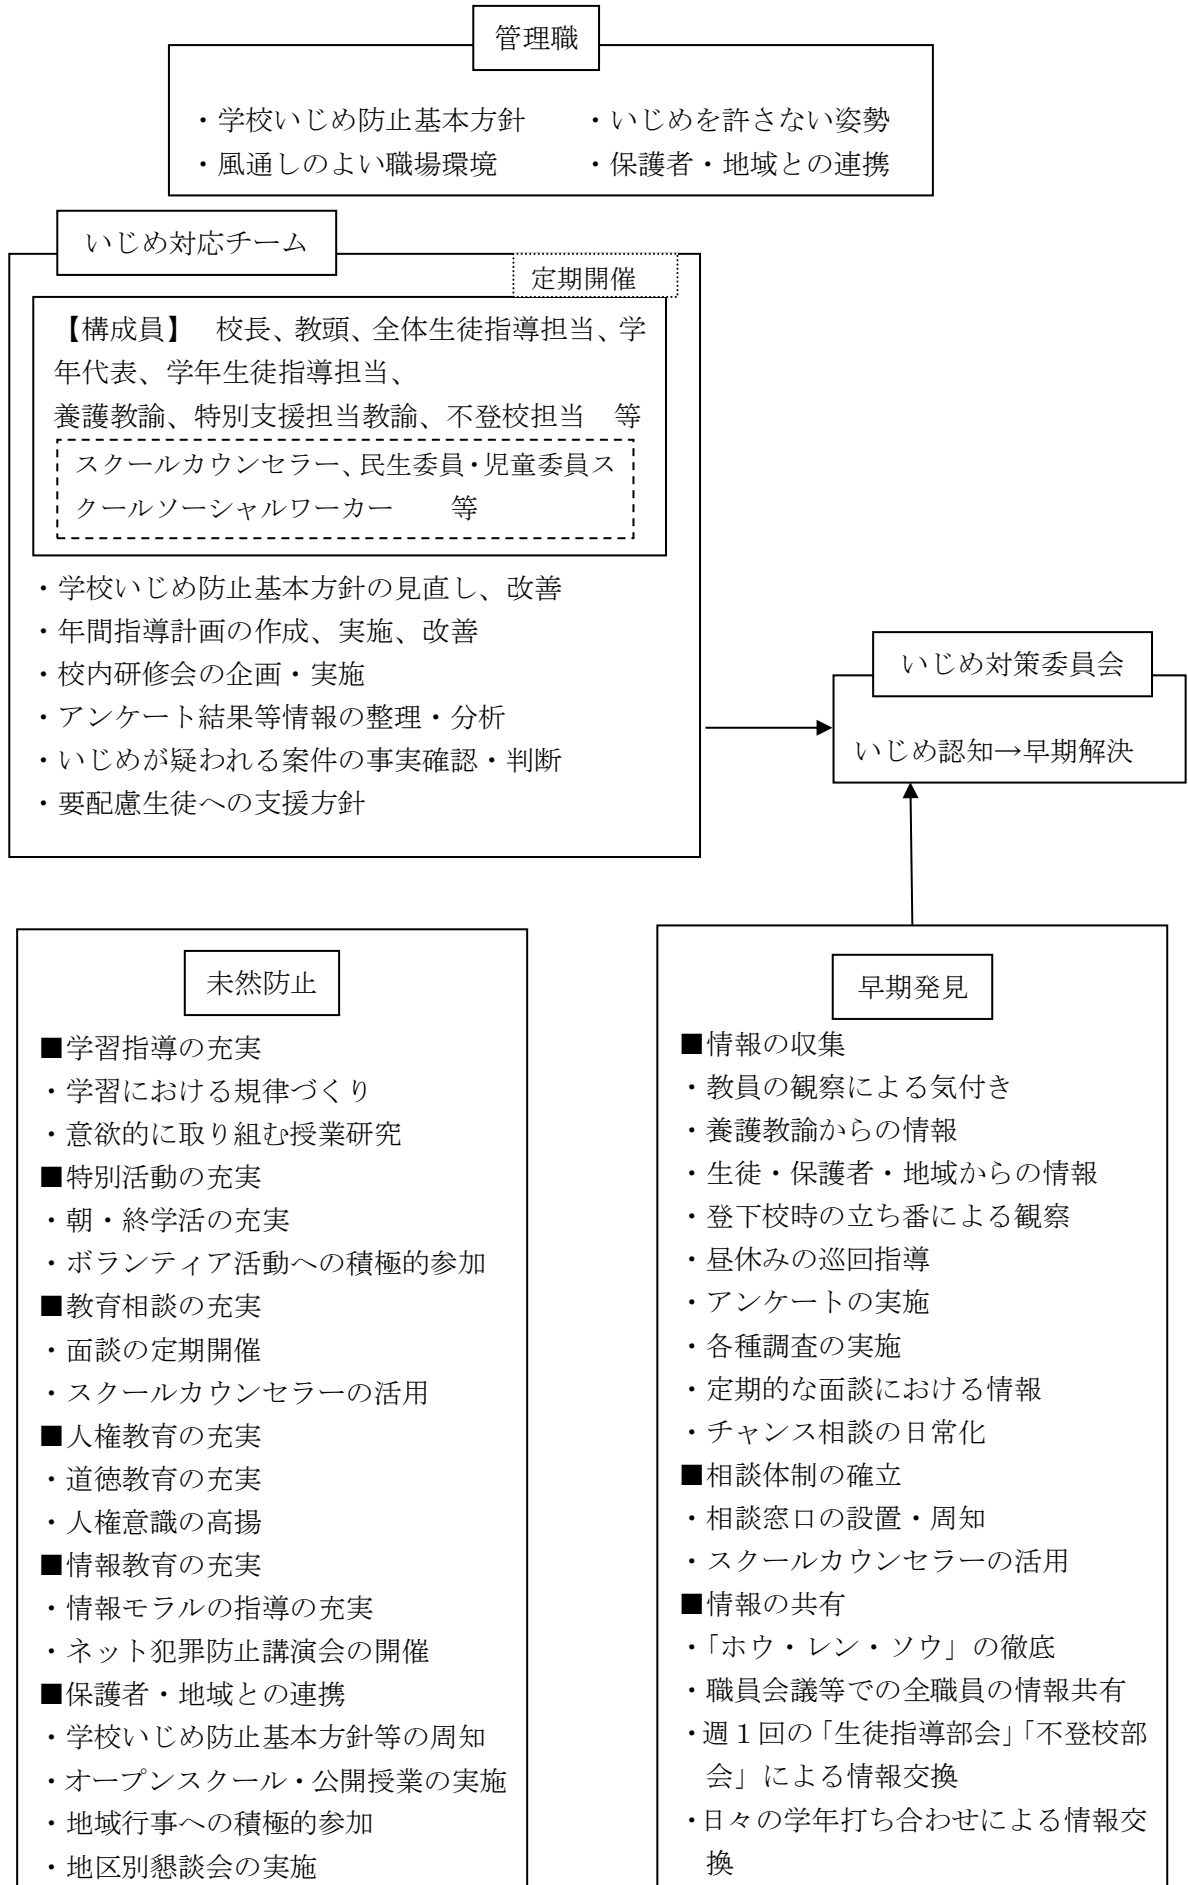 管理職
・学校いじめ防止基本方針　　・いじめを許さない姿勢
・風通しのよい職場環境　　　・保護者・地域との連携
いじめ対応チーム
定期開催
【構成員】　校長、教頭、全体生徒指導担当、学
年代表、学年生徒指導担当、
養護教諭、特別支援担当教諭、不登校担当　等
スクールカウンセラー、民生委員・児童委員ス
クールソーシャルワーカー　　等
・学校いじめ防止基本方針の見直し、改善
・年間指導計画の作成、実施、改善
・校内研修会の企画・実施
・アンケート結果等情報の整理・分析
・いじめが疑われる案件の事実確認・判断
・要配慮生徒への支援方針
いじめ対策委員会
いじめ認知→早期解決
未然防止
■学習指導の充実
・学習における規律づくり
・意欲的に取り組む授業研究
■特別活動の充実
・朝・終学活の充実
・ボランティア活動への積極的参加
■教育相談の充実
・面談の定期開催
・スクールカウンセラーの活用
■人権教育の充実
・道徳教育の充実
・人権意識の高揚
■情報教育の充実
・情報モラルの指導の充実
・ネット犯罪防止講演会の開催
■保護者・地域との連携
・学校いじめ防止基本方針等の周知
・オープンスクール・公開授業の実施
・地域行事への積極的参加
・地区別懇談会の実施
早期発見
■情報の収集
・教員の観察による気付き
・養護教諭からの情報
・生徒・保護者・地域からの情報
・登下校時の立ち番による観察
・昼休みの巡回指導
・アンケートの実施
・各種調査の実施
・定期的な面談における情報
・チャンス相談の日常化
■相談体制の確立
・相談窓口の設置・周知
・スクールカウンセラーの活用
■情報の共有
・「ホウ・レン・ソウ」の徹底
・職員会議等での全職員の情報共有
・週１回の「生徒指導部会」「不登校部
会」による情報交換
・日々の学年打ち合わせによる情報交
換